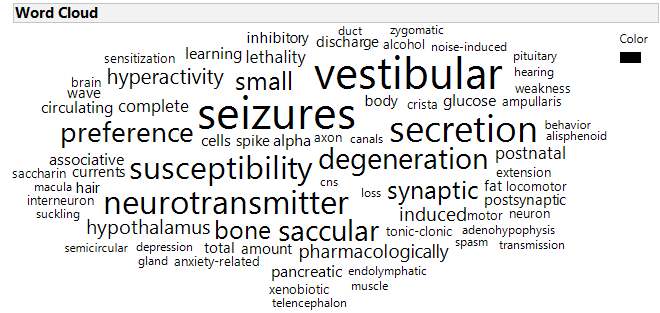 Word Cloud
Color
duct zygomatic
inhibitory discharge alcohol noise-induced
sensitization learning lethality vestibular pituitary
brain hyperactivity small hearing
wave body crista glucose weakness
circulating complete seizures ampullaris
preference cells spike alpha axon canals secretion behavior
alisphenoid
associative susceptibility degeneration postnatal
saccharin currents cns extension
macula hair loss synaptic fat locomotor
interneuron neurotransmitter postsynaptic
suckling induced motor neuron
hypothalamus bone saccular tonic-clonic adenohypophysis
semicircular depression total amount pharmacologically spasm transmission
gland anxiety-related
pancreatic endolymphatic
xenobiotic muscle
telencephalon